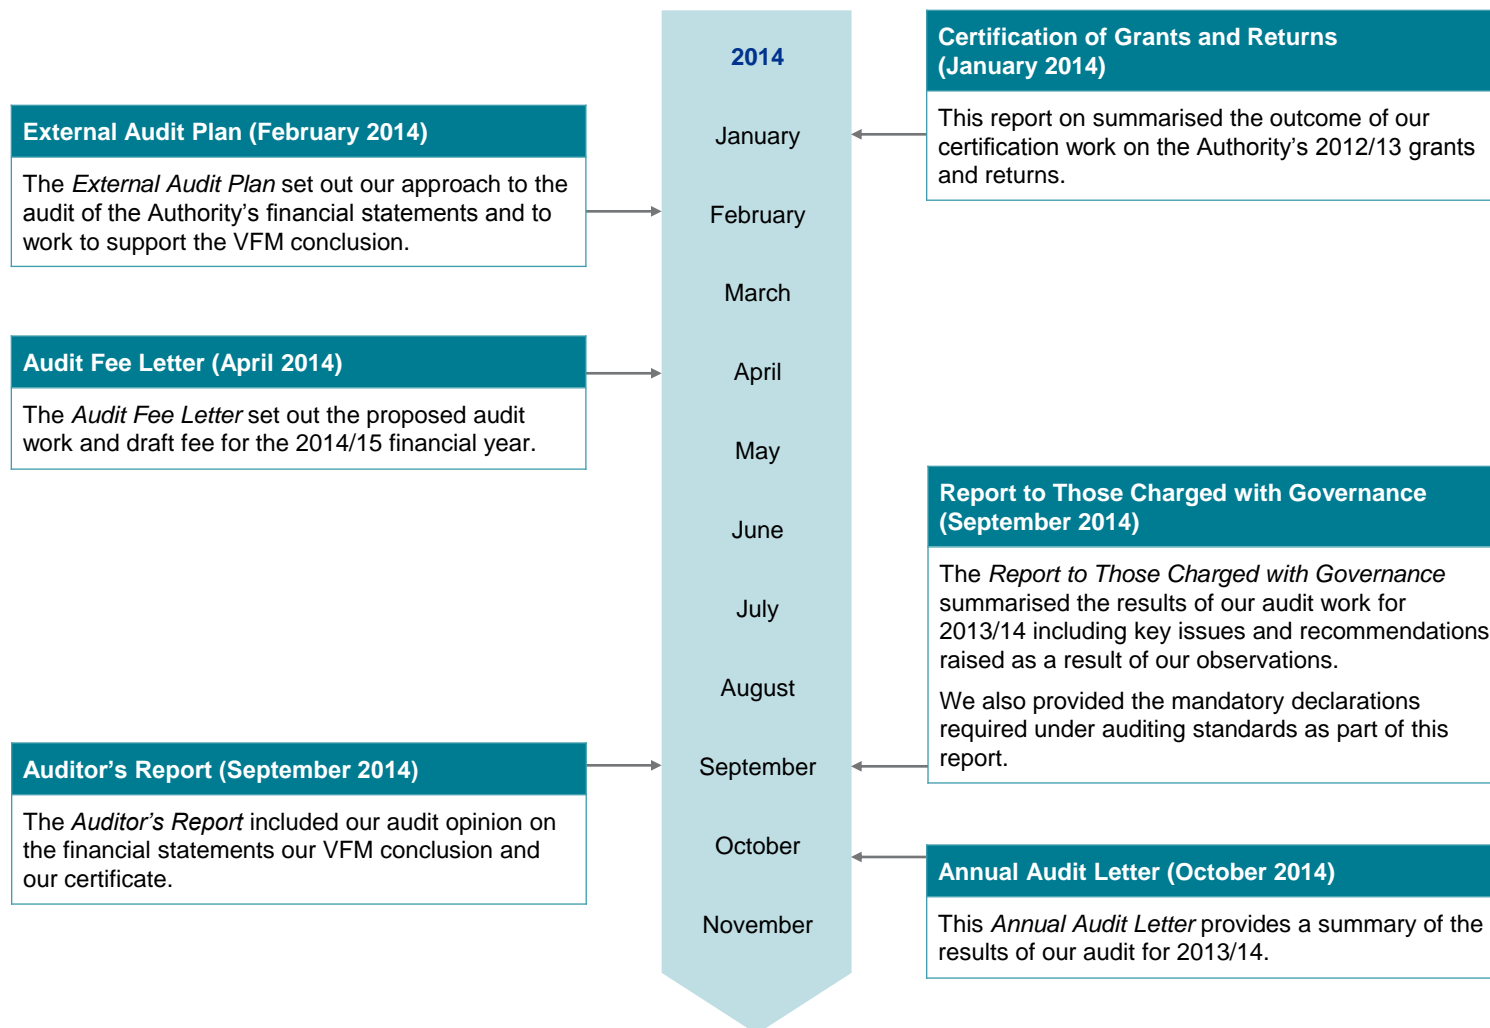 2014
January
February
March
April
May
June
July
August
September
October
November
External Audit Plan (February 2014)
The External Audit Plan set out our approach to the
audit of the Authority’s financial statements and to
work to support the VFM conclusion.
Audit Fee Letter (April 2014)
The Audit Fee Letter set out the proposed audit
work and draft fee for the 2014/15 financial year.
Auditor’s Report (September 2014)
The Auditor’s Report included our audit opinion on
the financial statements our VFM conclusion and
our certificate.
Certification of Grants and Returns
(January 2014)
This report on summarised the outcome of our
certification work on the Authority’s 2012/13 grants
and returns.
Report to Those Charged with Governance
(September 2014)
The Report to Those Charged with Governance
summarised the results of our audit work for
2013/14 including key issues and recommendations
raised as a result of our observations.
We also provided the mandatory declarations
required under auditing standards as part of this
report.
Annual Audit Letter (October 2014)
This Annual Audit Letter provides a summary of the
results of our audit for 2013/14.